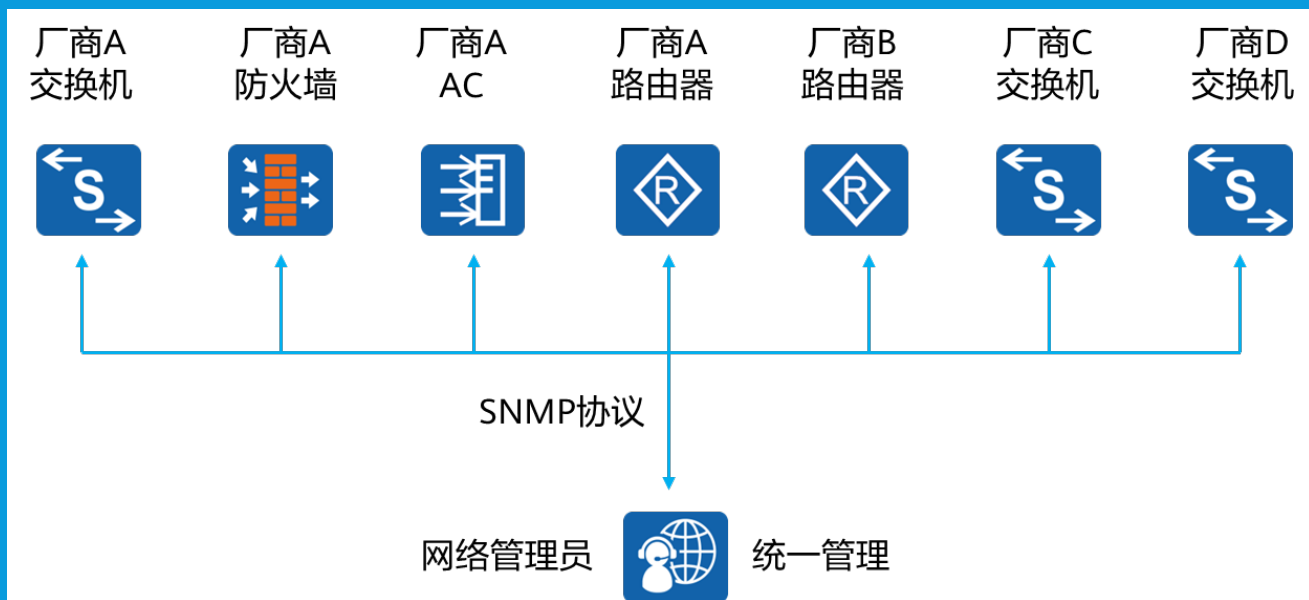 厂商A
交换机
厂商A
防火墙
厂商A
AC
厂商A
路由器
厂商B
路由器
厂商C
交换机
厂商D
交换机
S
R
R
S
S
SNMP协议
网络管理员
统一管理